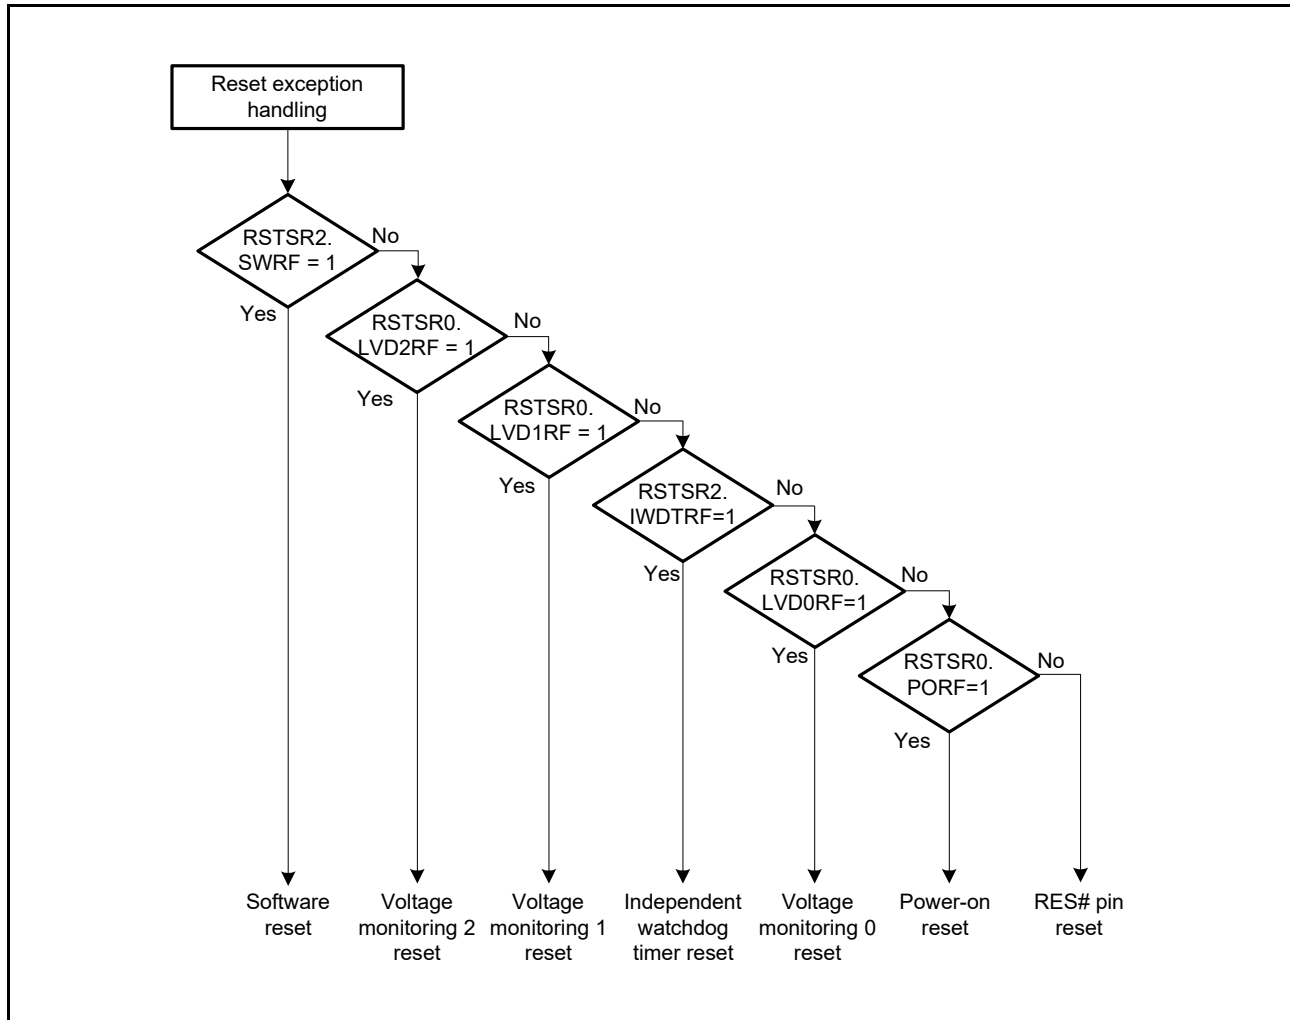 Reset exception
handling
RSTSR2.
SWRF = 1
No
Yes
RSTSR0.
LVD2RF = 1
No
Yes
RSTSR0.
LVD1RF = 1
No
Yes
RSTSR2.
IWDTRF=1
No
Yes
RSTSR0.
LVD0RF=1
No
Yes
RSTSR0.
PORF=1
No
Yes
Software
reset
Voltage
monitoring 2
reset
Voltage
monitoring 1
reset
Independent
watchdog
timer reset
Voltage
monitoring 0
reset
Power-on
reset
RES# pin
reset